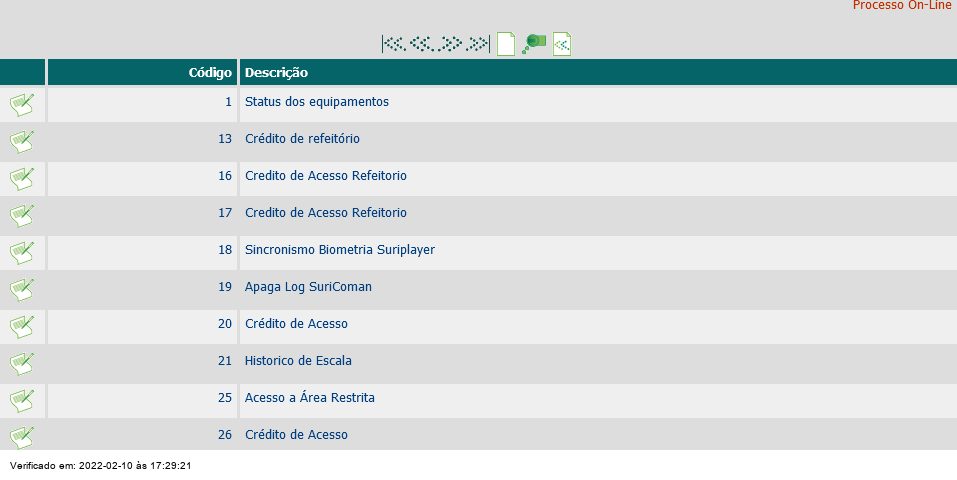 Processo On-Line
Código Descrição
1 Status dos equipamentos
13 Crédito de refeitório
16 Credito de Acesso Refeitorio
17 Credito de Acesso Refeitorio
18 Sincronismo Biometria Suriplayer
19 Apaga Log SuriComan
20 Crédito de Acesso
21 Historico de Escala
25 Acesso a Área Restrita
26 Crédito de Acesso
Verificado em: 2022-02-10 às 17:29:21